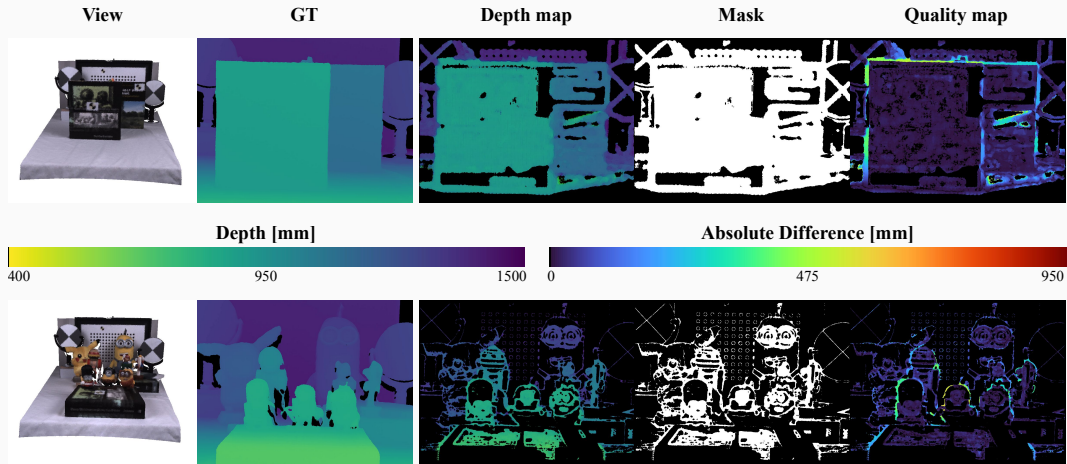 View GT Depth map Mask Quality map
Depth [mm] Absolute Difference [mm]
400 950 1500 0 475 950